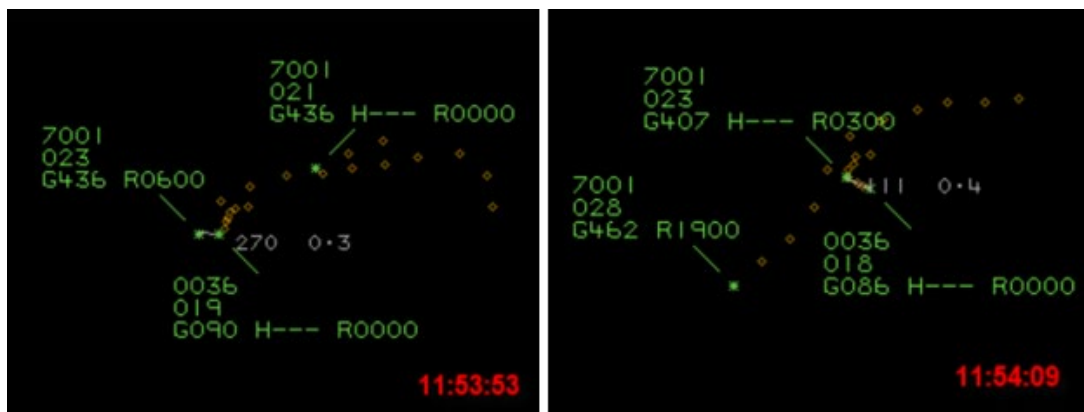 7001
021
G436 H--- R0000
7001
023
G436 R0600
270 0·3
0036
019
G090 H--- R0000
11:53:53
7001
023
G407 H--- R0300
111 0·4
7001
028
G462 R1900
0036
018
G086 H--- R0000
11:54:09